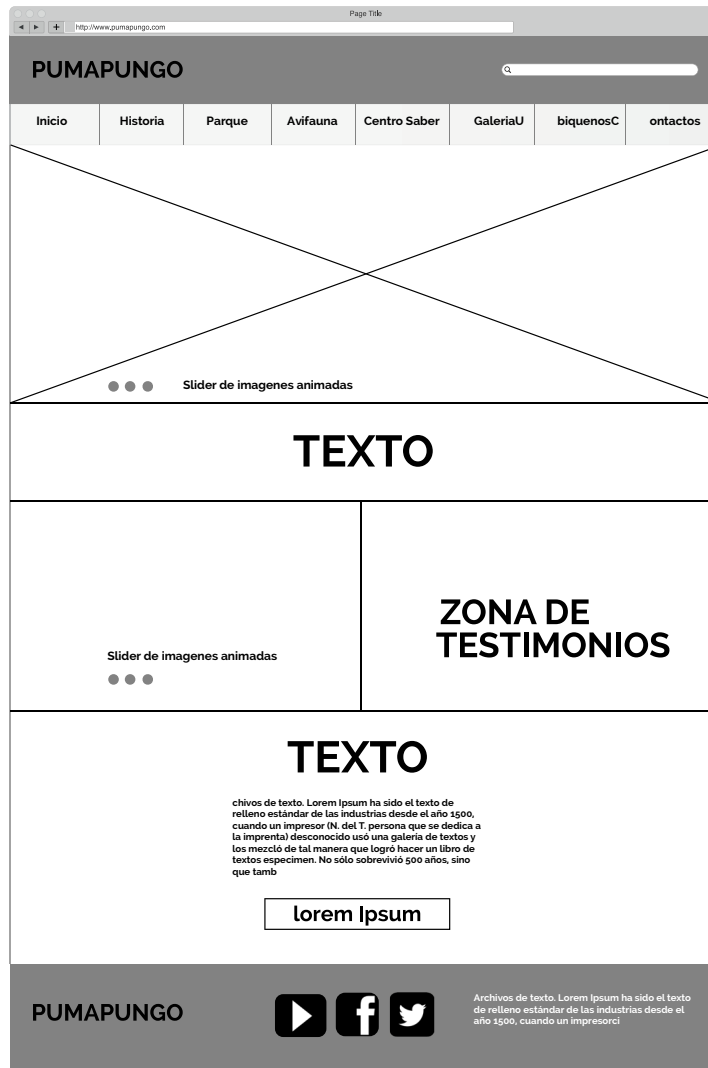 Page Title
http://www.pumapungo.com
PUMAPUNGO
Inicio Historia Parque Avifauna Centro Saber GaleriaU biquenosC ontactos
Slider de imagenes animadas
TEXTO
Slider de imagenes animadas
ZONA DE
TESTIMONIOS
TEXTO
chivos de texto. Lorem Ipsum ha sido el texto de
relleno estándar de las industrias desde el año 1500,
cuando un impresor (N. del T. persona que se dedica a
la imprenta) desconocido usó una galería de textos y
los mezcló de tal manera que logró hacer un libro de
textos especimen. No sólo sobrevivió 500 años, sino
que tamb
lorem Ipsum
PUMAPUNGO
Archivos de texto. Lorem Ipsum ha sido el texto
de relleno estándar de las industrias desde el
año 1500, cuando un impresorci